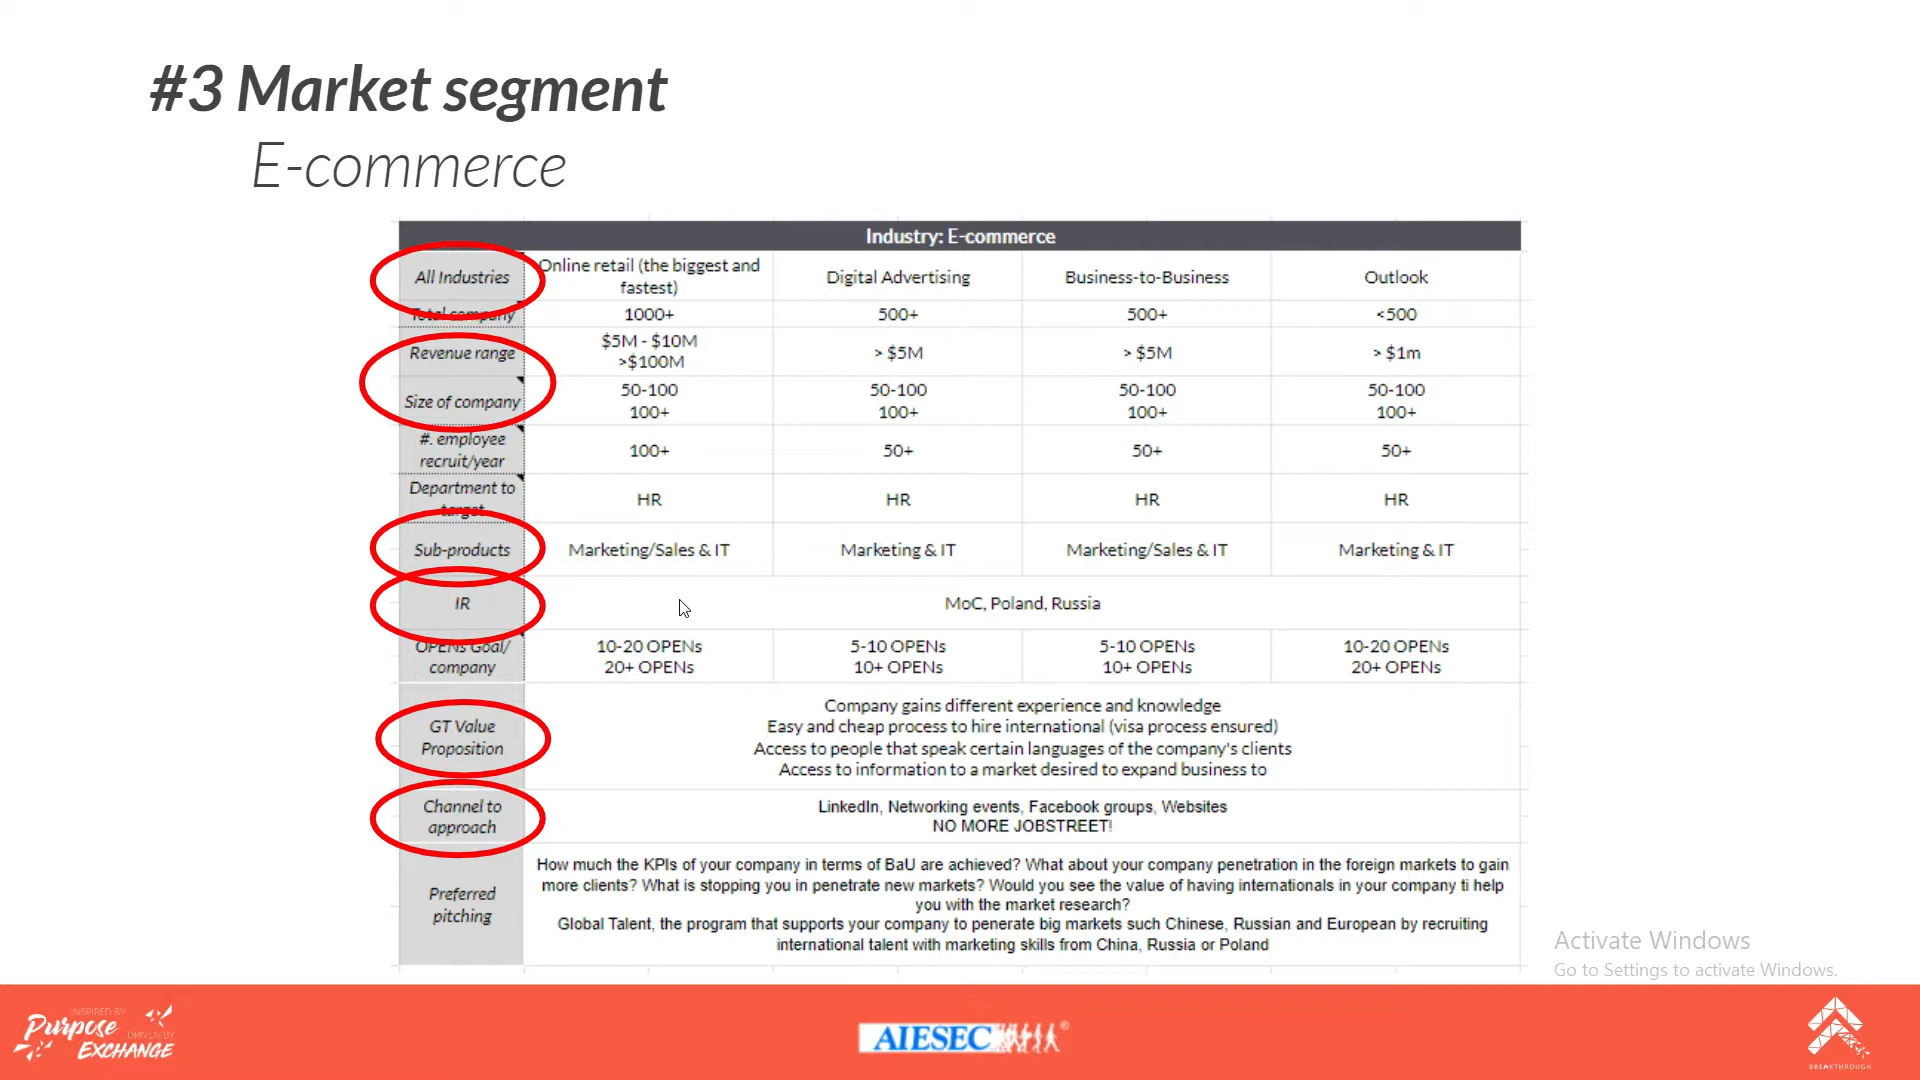 #3 Market segment
E-commerce
Industry: E-commerce
All Industries
Online retail (the biggest and
fastest)
Digital Advertising
Business-to-Business
Outlook
Total company
1000+
500+
500+
<500
Revenue range
$5M - $10M
>$100M
> $5M
> $5M
> $1m
Size of company
50-100
100+
50-100
100+
50-100
100+
50-100
100+
#. employee
recruit/year
100+
50+
50+
50+
Department to
target
HR
HR
HR
HR
Sub-products
Marketing/Sales & IT
Marketing & IT
Marketing/Sales & IT
Marketing & IT
IR
MoC, Poland, Russia
OPENs Goal/
company
10-20 OPENs
20+ OPENs
5-10 OPENs
10+ OPENs
5-10 OPENs
10+ OPENs
10-20 OPENs
20+ OPENs
GT Value
Proposition
Company gains different experience and knowledge
Easy and cheap process to hire international (visa process ensured)
Access to people that speak certain languages of the company's clients
Access to information to a market desired to expand business to
Channel to
approach
LinkedIn, Networking events, Facebook groups, Websites
NO MORE JOBSTREET!
Preferred
pitching
How much the KPIs of your company in terms of BaU are achieved? What about your company penetration in the foreign markets to gain
more clients? What is stopping you in penetrate new markets? Would you see the value of having internationals in your company ti help
you with the market research?
Global Talent, the program that supports your company to penerate big markets such Chinese, Russian and European by recruiting
international talent with marketing skills from China, Russia or Poland
Activate Windows
Go to Settings to activate Windows.
INSPIRED BY
Purpose
DRIVEN BY
EXCHANGE
AIESEC
BREAKTHROUGH